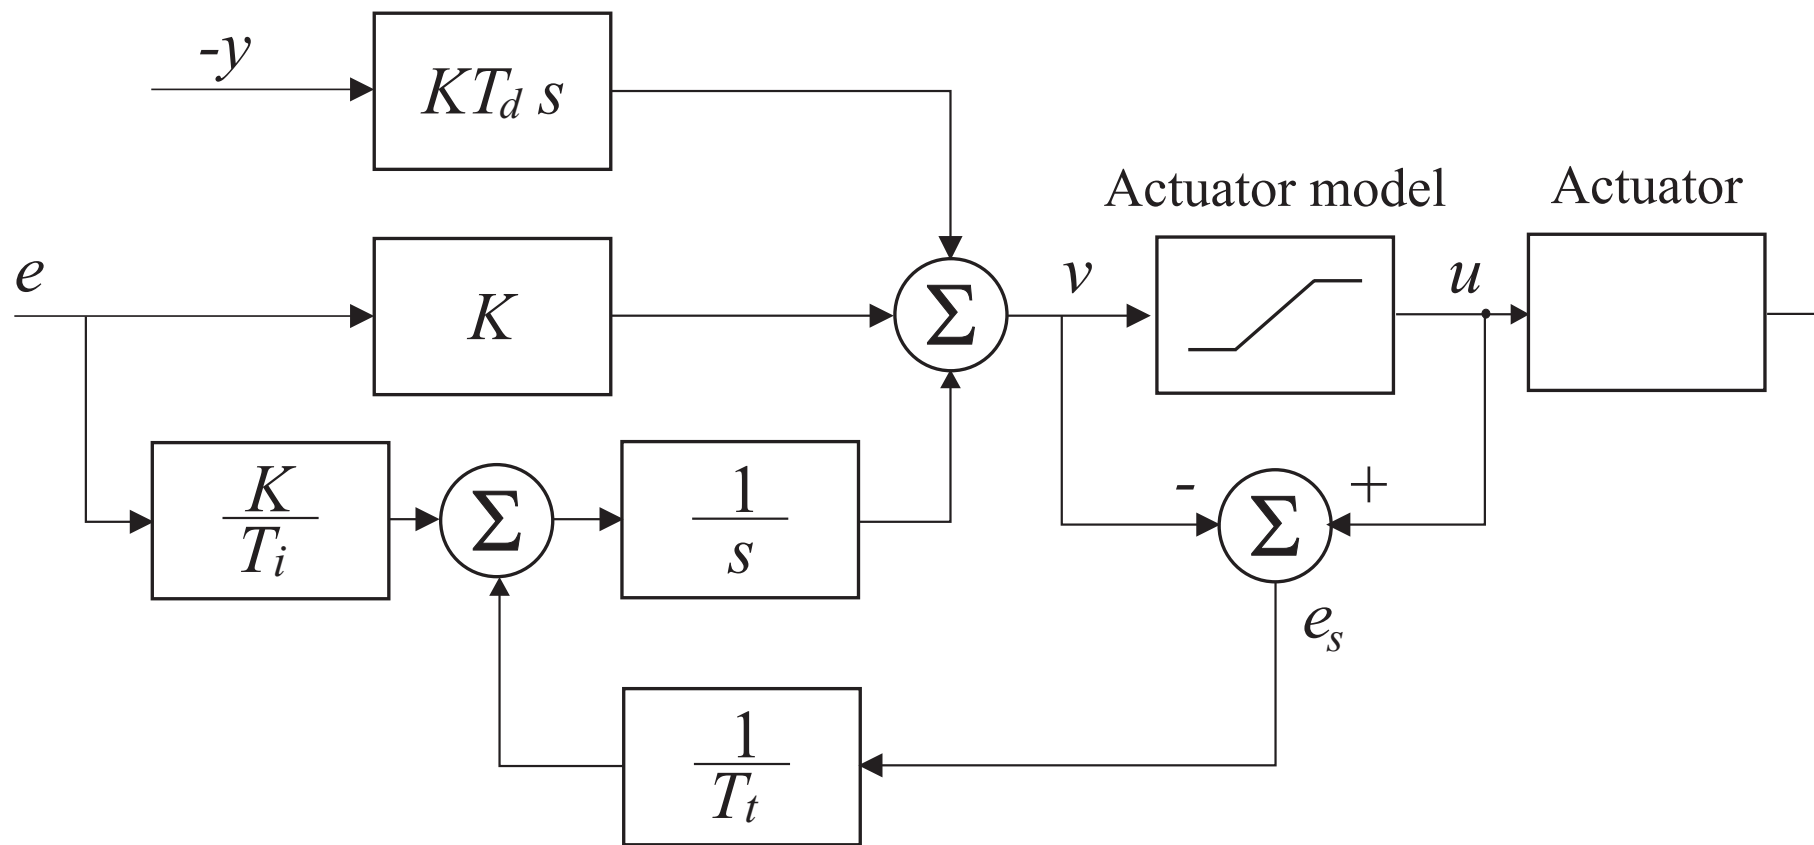 -y
KT_d s
Actuator model
Actuator
e
K
Σ
v
u
K
T_i
Σ
1
s
-
Σ
+
e_s
1
T_t